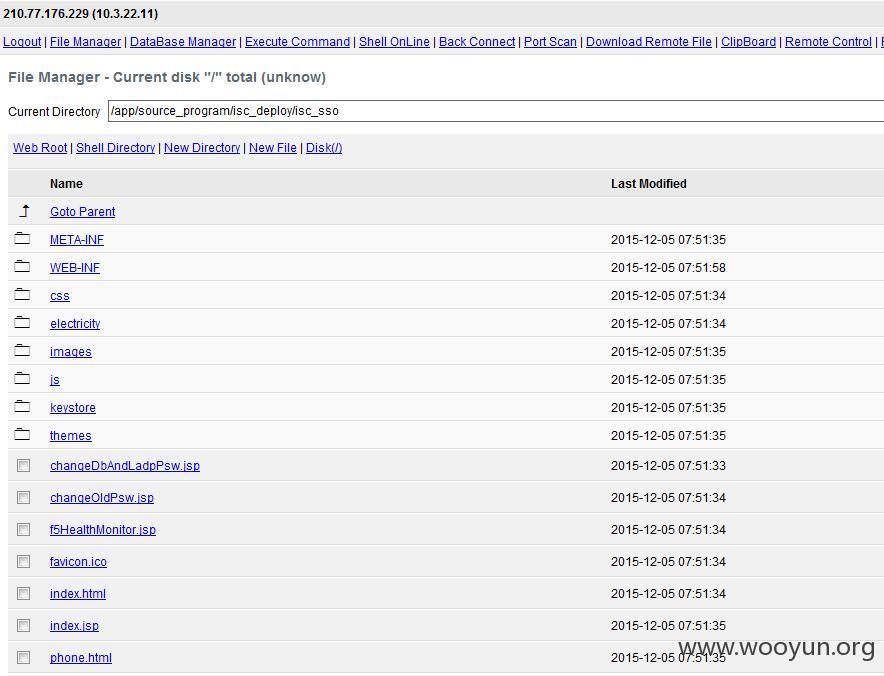 210.77.176.229 (10.3.22.11)
Logout | File Manager | DataBase Manager | Execute Command | Shell OnLine | Back Connect | Port Scan | Download Remote File | ClipBoard | Remote Control |
File Manager - Current disk "/" total (unknow)
Current Directory /app/source_program/isc_deploy/isc_sso
Web Root | Shell Directory | New Directory | New File | Disk(/)
Name Last Modified
Goto Parent
META-INF 2015-12-05 07:51:35
WEB-INF 2015-12-05 07:51:58
css 2015-12-05 07:51:34
electricity 2015-12-05 07:51:34
images 2015-12-05 07:51:35
js 2015-12-05 07:51:35
keystore 2015-12-05 07:51:35
themes 2015-12-05 07:51:35
changeDbAndLadpPsw.jsp 2015-12-05 07:51:33
changeOldPsw.jsp 2015-12-05 07:51:34
f5HealthMonitor.jsp 2015-12-05 07:51:34
favicon.ico 2015-12-05 07:51:34
index.html 2015-12-05 07:51:34
index.jsp 2015-12-05 07:51:35
www.wooyun.org
phone.html 2015-12-05 07:51:35